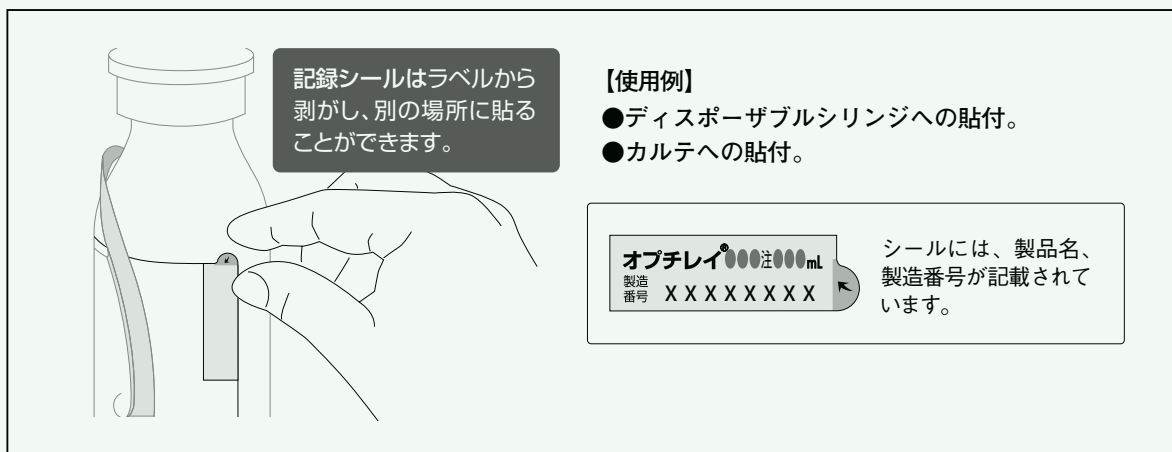 記録シールはラベルから
剥がし、別の場所に貼る
ことができます。
【使用例】
●ディスポーザブルシリンジへの貼付。
●カルテへの貼付。
オプチレイ®000注000mL
製造
番号 XXXXXXXX
シールには、製品名、
製造番号が記載されて
います。